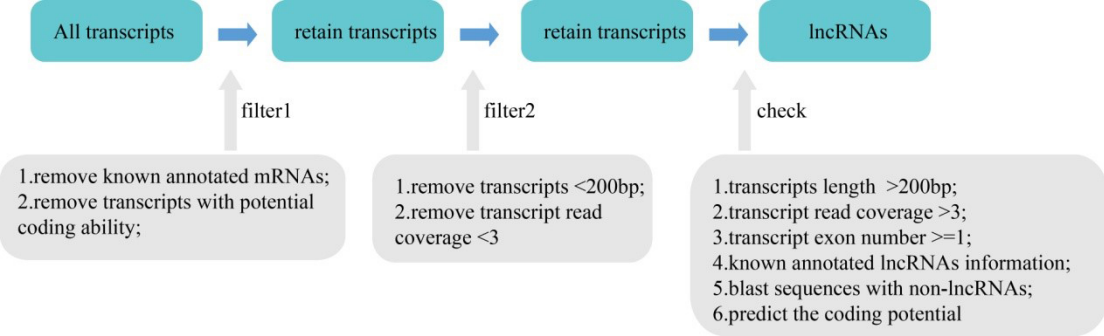 All transcripts
retain transcripts
retain transcripts
lncRNAs
filter1
filter2
check
1.remove known annotated mRNAs;
2.remove transcripts with potential
coding ability;
1.remove transcripts <200bp;
2.remove transcript read
coverage <3
1.transcripts length >200bp;
2.transcript read coverage >3;
3.transcript exon number >=1;
4.known annotated lncRNAs information;
5.blast sequences with non-lncRNAs;
6.predict the coding potential